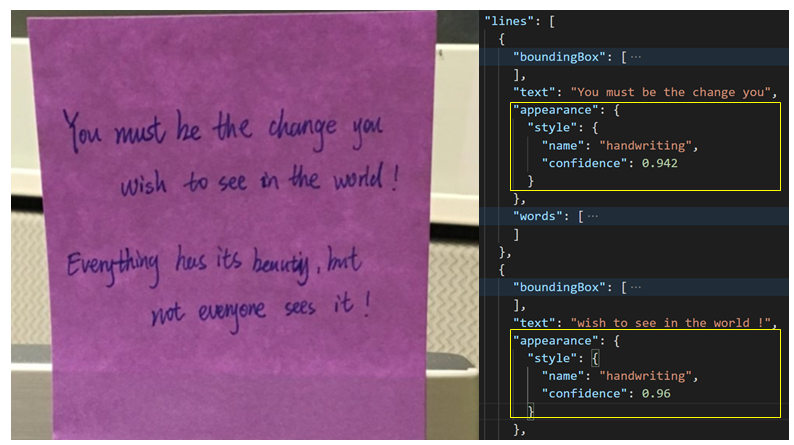 You must be the change you
wish to see in the world !
Everything has its beauty, but
not everyone sees it !
"lines": [
{
"boundingBox": [ ...
],
"text": "You must be the change you",
"appearance": {
"style": {
"name": "handwriting",
"confidence": 0.942
}
},
"words": [ ...
]
},
{
"boundingBox": [ ...
],
"text": "wish to see in the world !",
"appearance": {
"style": {
"name": "handwriting",
"confidence": 0.96
}
},